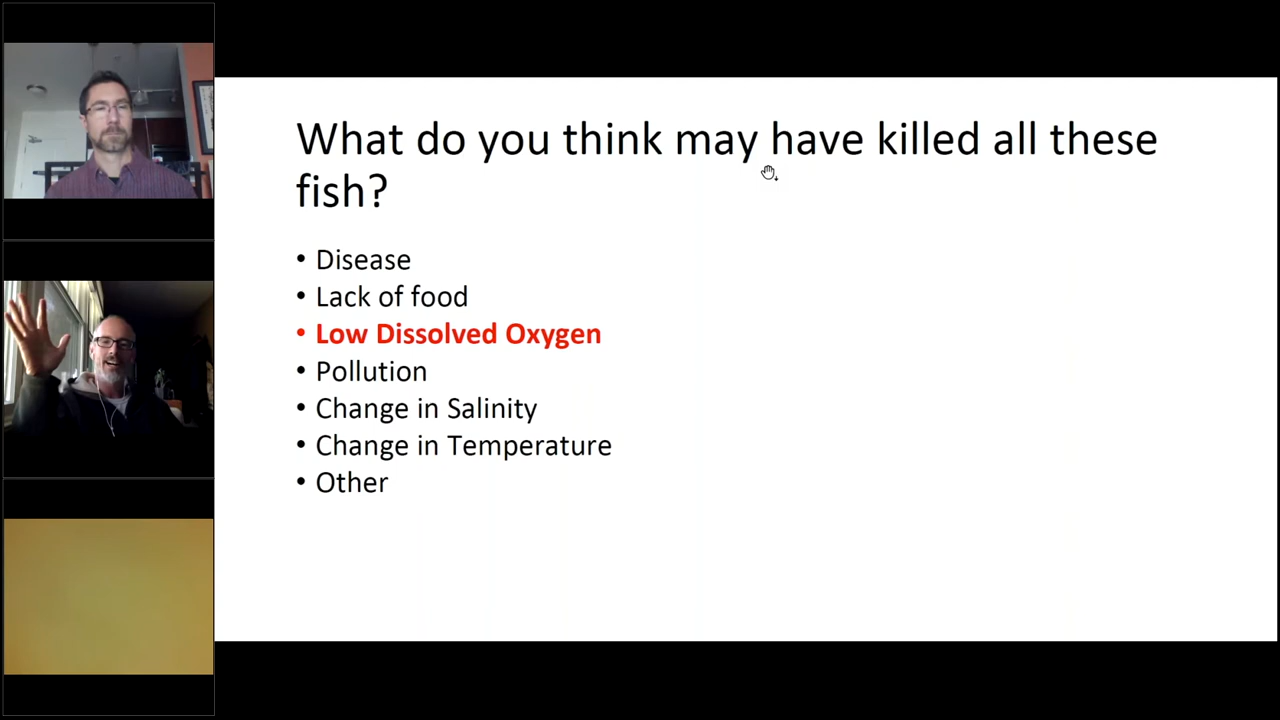 What do you think may have killed all these
fish?
• Disease
• Lack of food
• Low Dissolved Oxygen
• Pollution
• Change in Salinity
• Change in Temperature
• Other